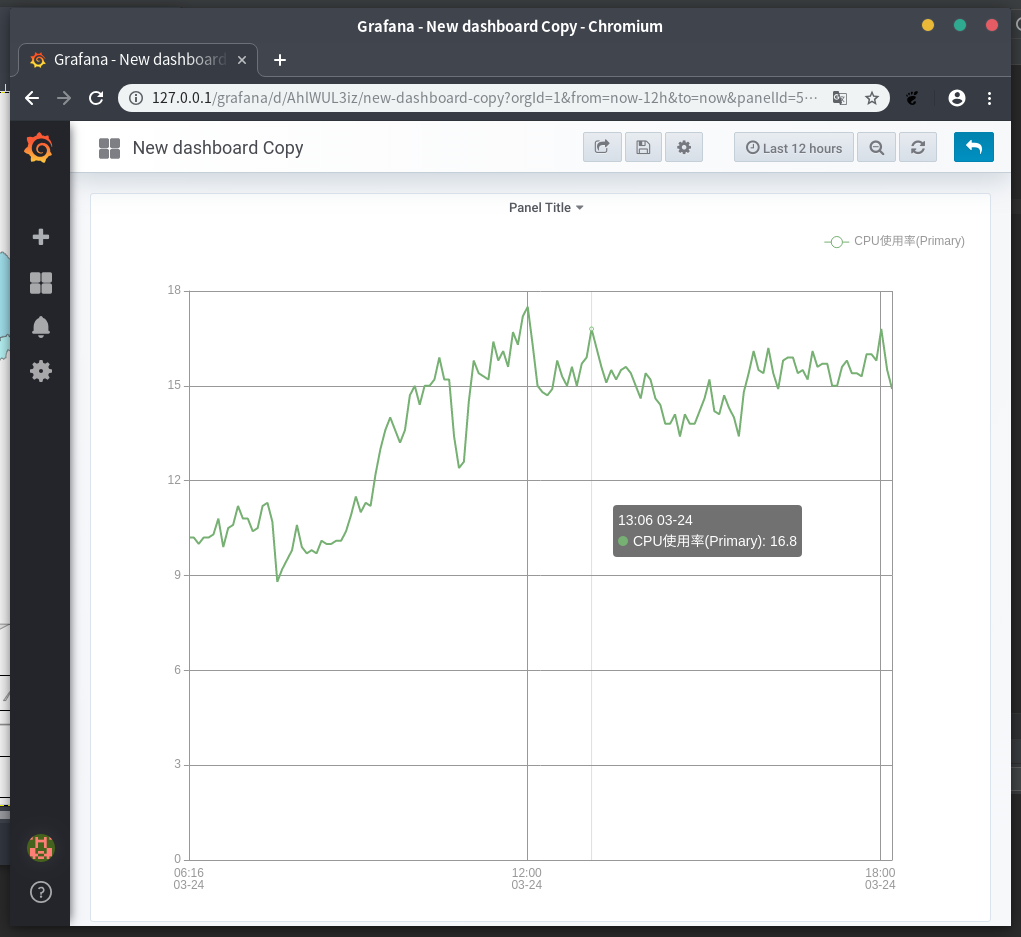 Grafana - New dashboard Copy - Chromium
Grafana - New dashboard
127.0.0.1/grafana/d/AhlWUL3iz/new-dashboard-copy?orgId=1&from=now-12h&to=now&panelId=5…
New dashboard Copy
Last 12 hours
Panel Title
CPU使用率(Primary)
18
15
12
9
6
3
0
13:06 03-24
CPU使用率(Primary): 16.8
06:16 12:00 18:00
03-24 03-24 03-24